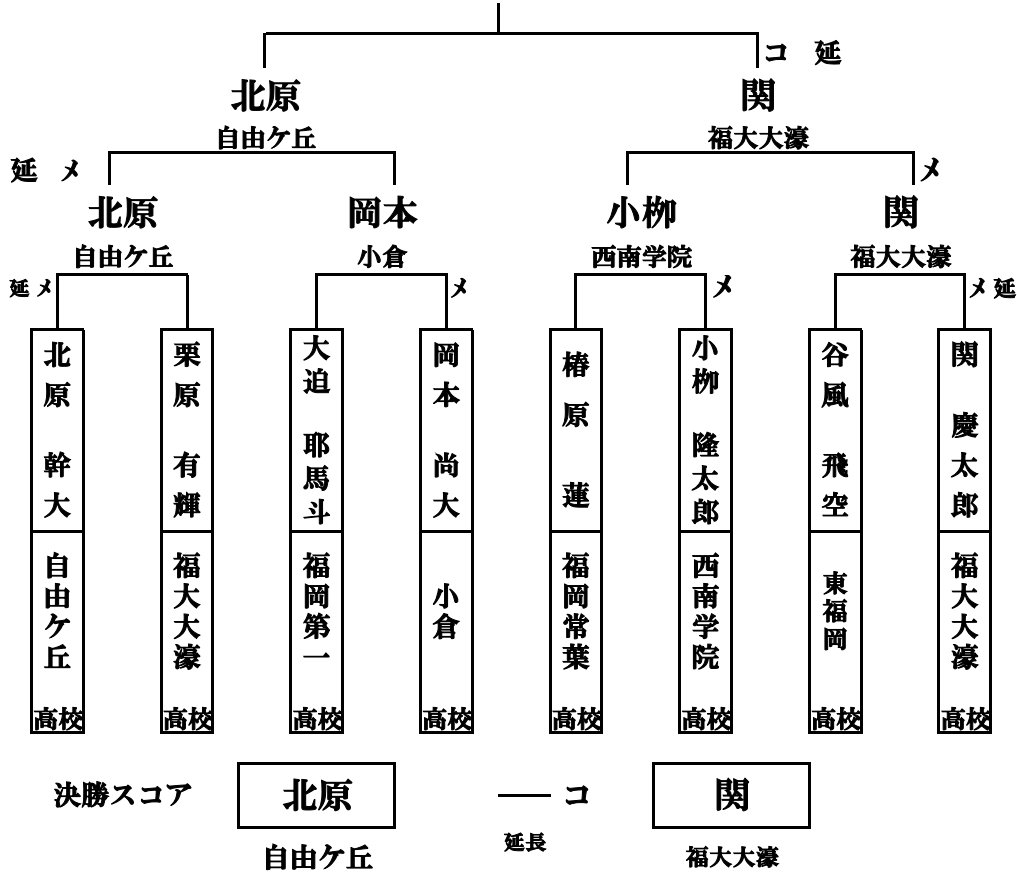 コ 延
北原
関
自由ケ丘
福大大濠
延 メ
メ
北原
岡本
小栁
関
自由ケ丘
小倉
西南学院
福大大濠
延 メ
メ
メ
メ 延
北原 幹大
栗原 有輝
大迫 耶馬斗
岡本 尚大
椿原 蓮
小栁 隆太郎
谷風 飛空
関 慶太郎
自由ケ丘
福大大濠
福岡第一
小倉
福岡常葉
西南学院
東福岡
福大大濠
高校
高校
高校
高校
高校
高校
高校
高校
決勝スコア
北原
コ
関
延長
自由ケ丘
福大大濠